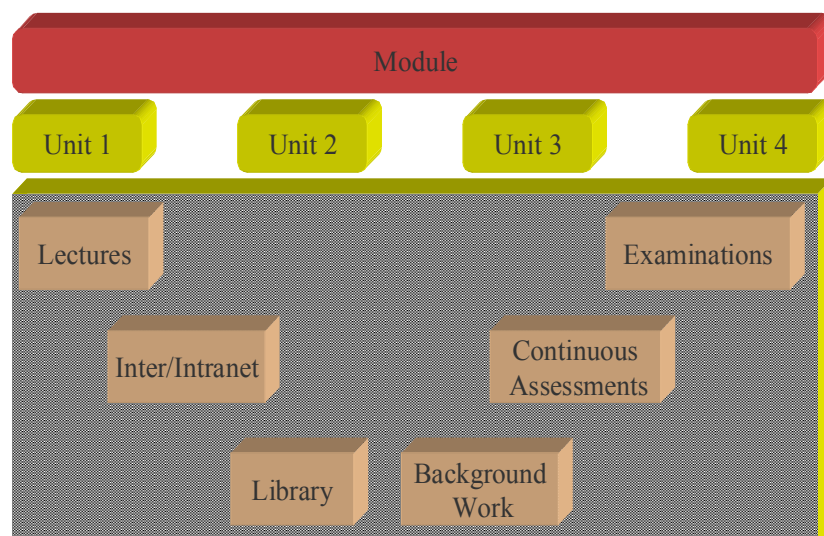 Module
Unit 1
Unit 2
Unit 3
Unit 4
Lectures
Examinations
Inter/Intranet
Continuous
Assessments
Library
Background
Work